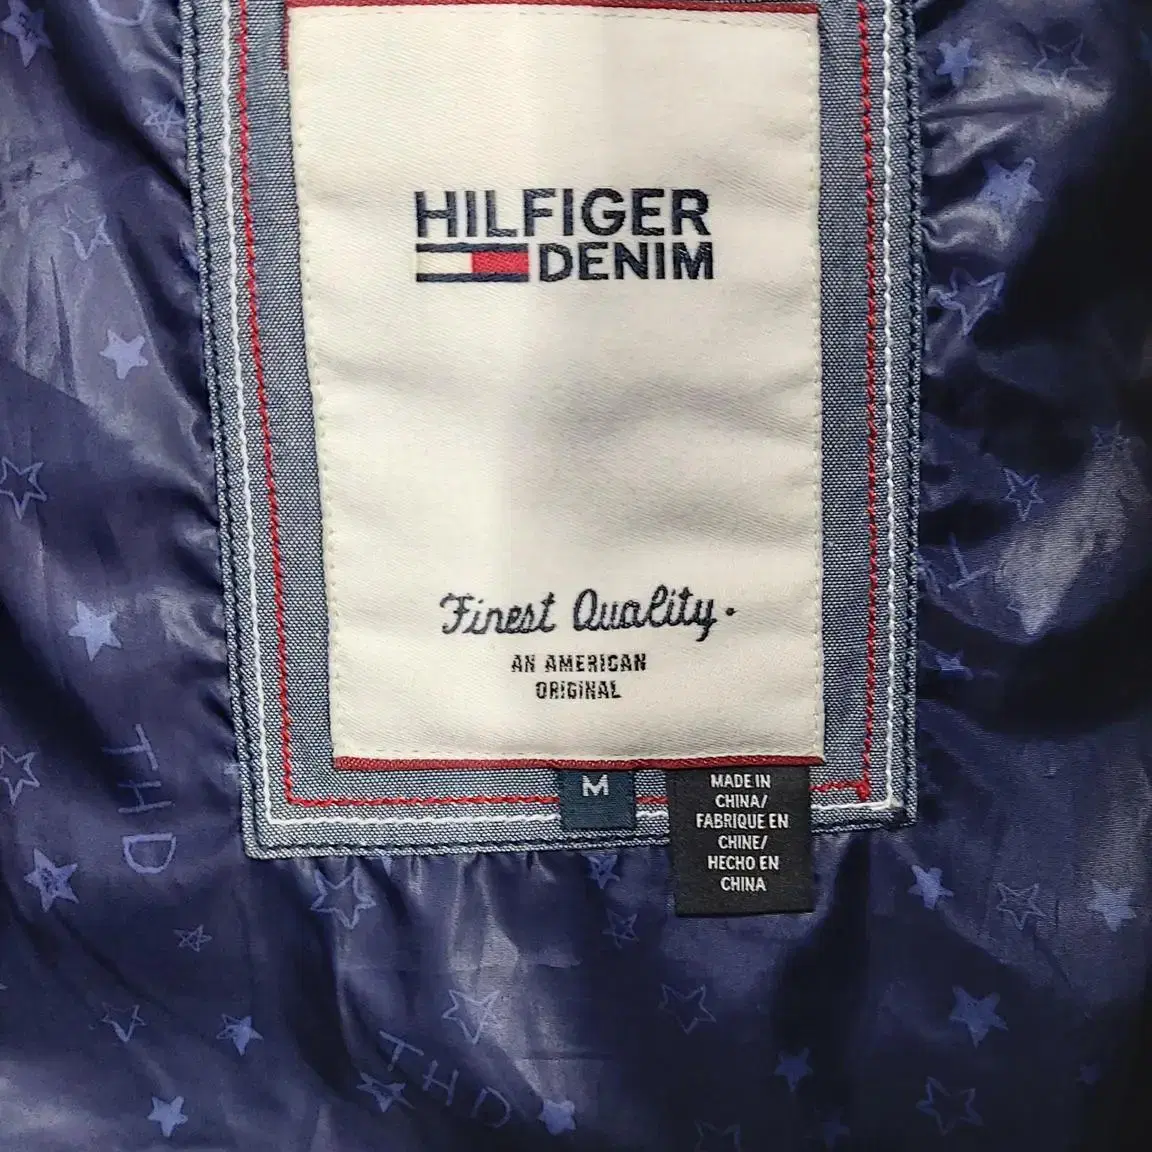 HILFIGER
DENIM
Finest Quality.
AN AMERICAN
ORIGINAL
M
MADE IN
CHINA/
FABRIQUE EN
CHINE/
HECHO EN
CHINA
THD
THD